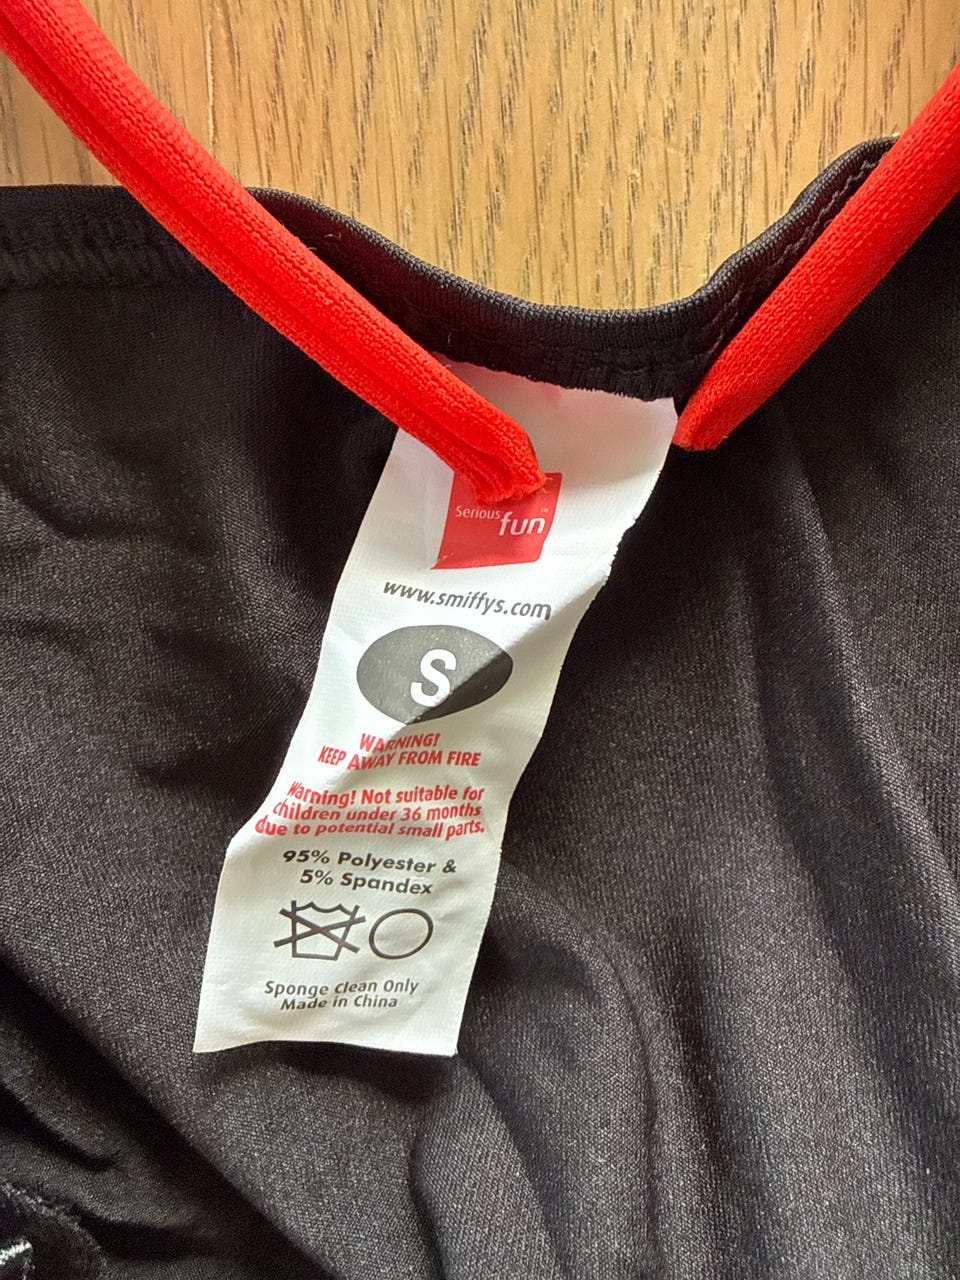 Serious
fun
www.smiffys.com
S
WARNING!
KEEP AWAY FROM FIRE
Warning! Not suitable for
children under 36 months
due to potential small parts.
95% Polyester &
5% Spandex
Sponge Clean Only
Made in China